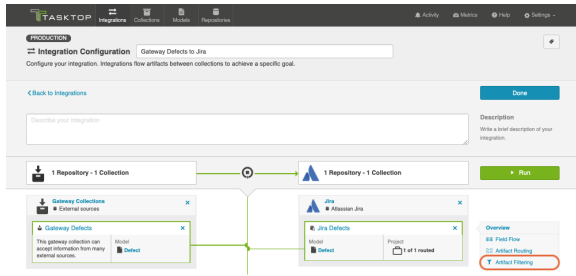 TASKTOP
Integrations
Collections
Models
Repositories
Activity
Metrics
Help
Settings
PRODUCTION
Integration Configuration
Gateway Defects to Jira
Configure your integration. Integrations flow artifacts between collections to achieve a specific goal.
Back to Integrations
Done
Describe your integration
Description
Write a brief description of your
integration.
1 Repository - 1 Collection
1 Repository - 1 Collection
Run
Gateway Collections
External sources
Jira
Atlassian Jira
Gateway Defects
This gateway collection can
accept information from many
external sources.
Model
Defect
Jira Defects
Model
Defect
Project
1 of 1 routed
Overview
Field Flow
Artifact Routing
Artifact Filtering